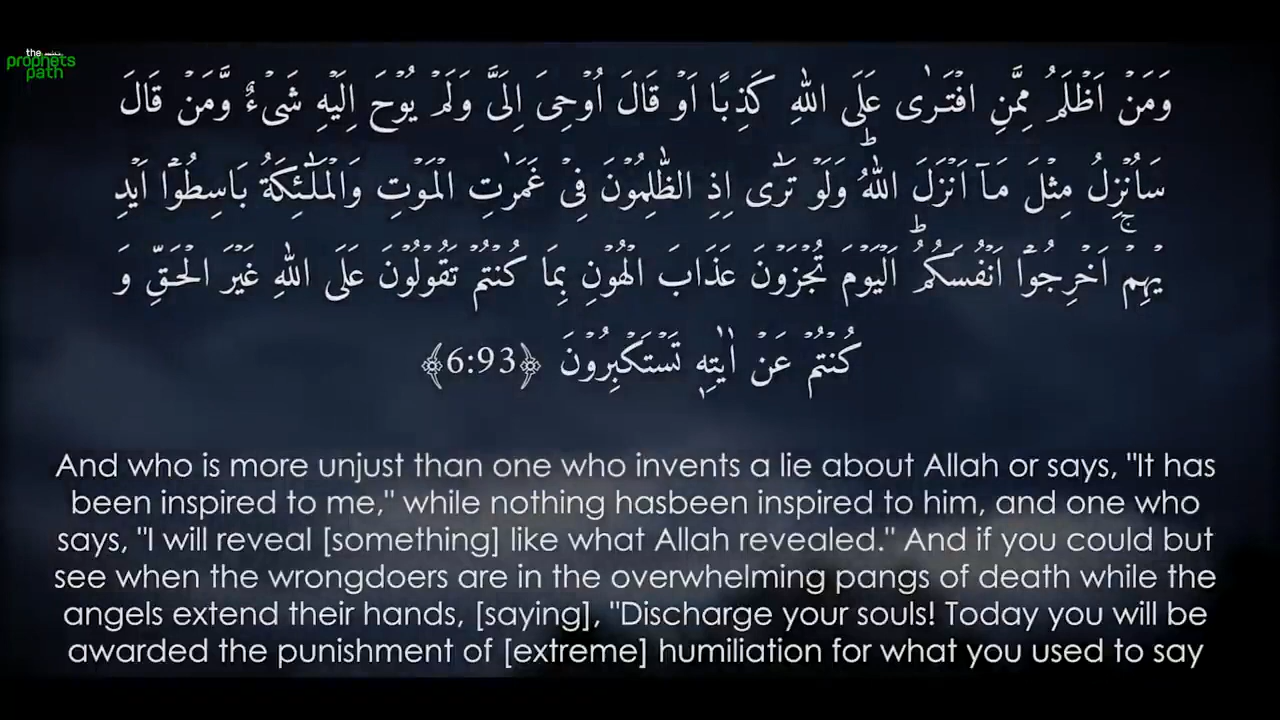 the
prophets
path
وَمَنۡ اَظۡلَمُ مِمَّنِ افۡتَـرٰى عَلَى اللّٰهِ كَذِبًا اَوۡ قَالَ اُوۡحِىَ اِلَىَّ وَلَمۡ يُوۡحَ اِلَيۡهِ شَىۡءٌ وَّمَنۡ قَالَ
سَاُنۡزِلُ مِثۡلَ مَاۤ اَنۡزَلَ اللّٰهُ‌ؕ وَلَوۡ تَرٰٓى اِذِ الظّٰلِمُوۡنَ فِىۡ غَمَرٰتِ الۡمَوۡتِ وَالۡمَلٰٓئِكَةُ بَاسِطُوۡۤا اَيۡدِ
يۡهِمۡ‌ۚ اَخۡرِجُوۡۤا اَنۡفُسَكُمُ‌ؕ اَلۡيَوۡمَ تُجۡزَوۡنَ عَذَابَ الۡهُوۡنِ بِمَا كُنۡتُمۡ تَقُوۡلُوۡنَ عَلَى اللّٰهِ غَيۡرَ الۡحَـقِّ وَ
كُنۡتُمۡ عَنۡ اٰيٰتِهٖ تَسۡتَكۡبِرُوۡنَ ﴿6:93﴾
And who is more unjust than one who invents a lie about Allah or says, "It has
been inspired to me," while nothing hasbeen inspired to him, and one who
says, "I will reveal [something] like what Allah revealed." And if you could but
see when the wrongdoers are in the overwhelming pangs of death while the
angels extend their hands, [saying], "Discharge your souls! Today you will be
awarded the punishment of [extreme] humiliation for what you used to say